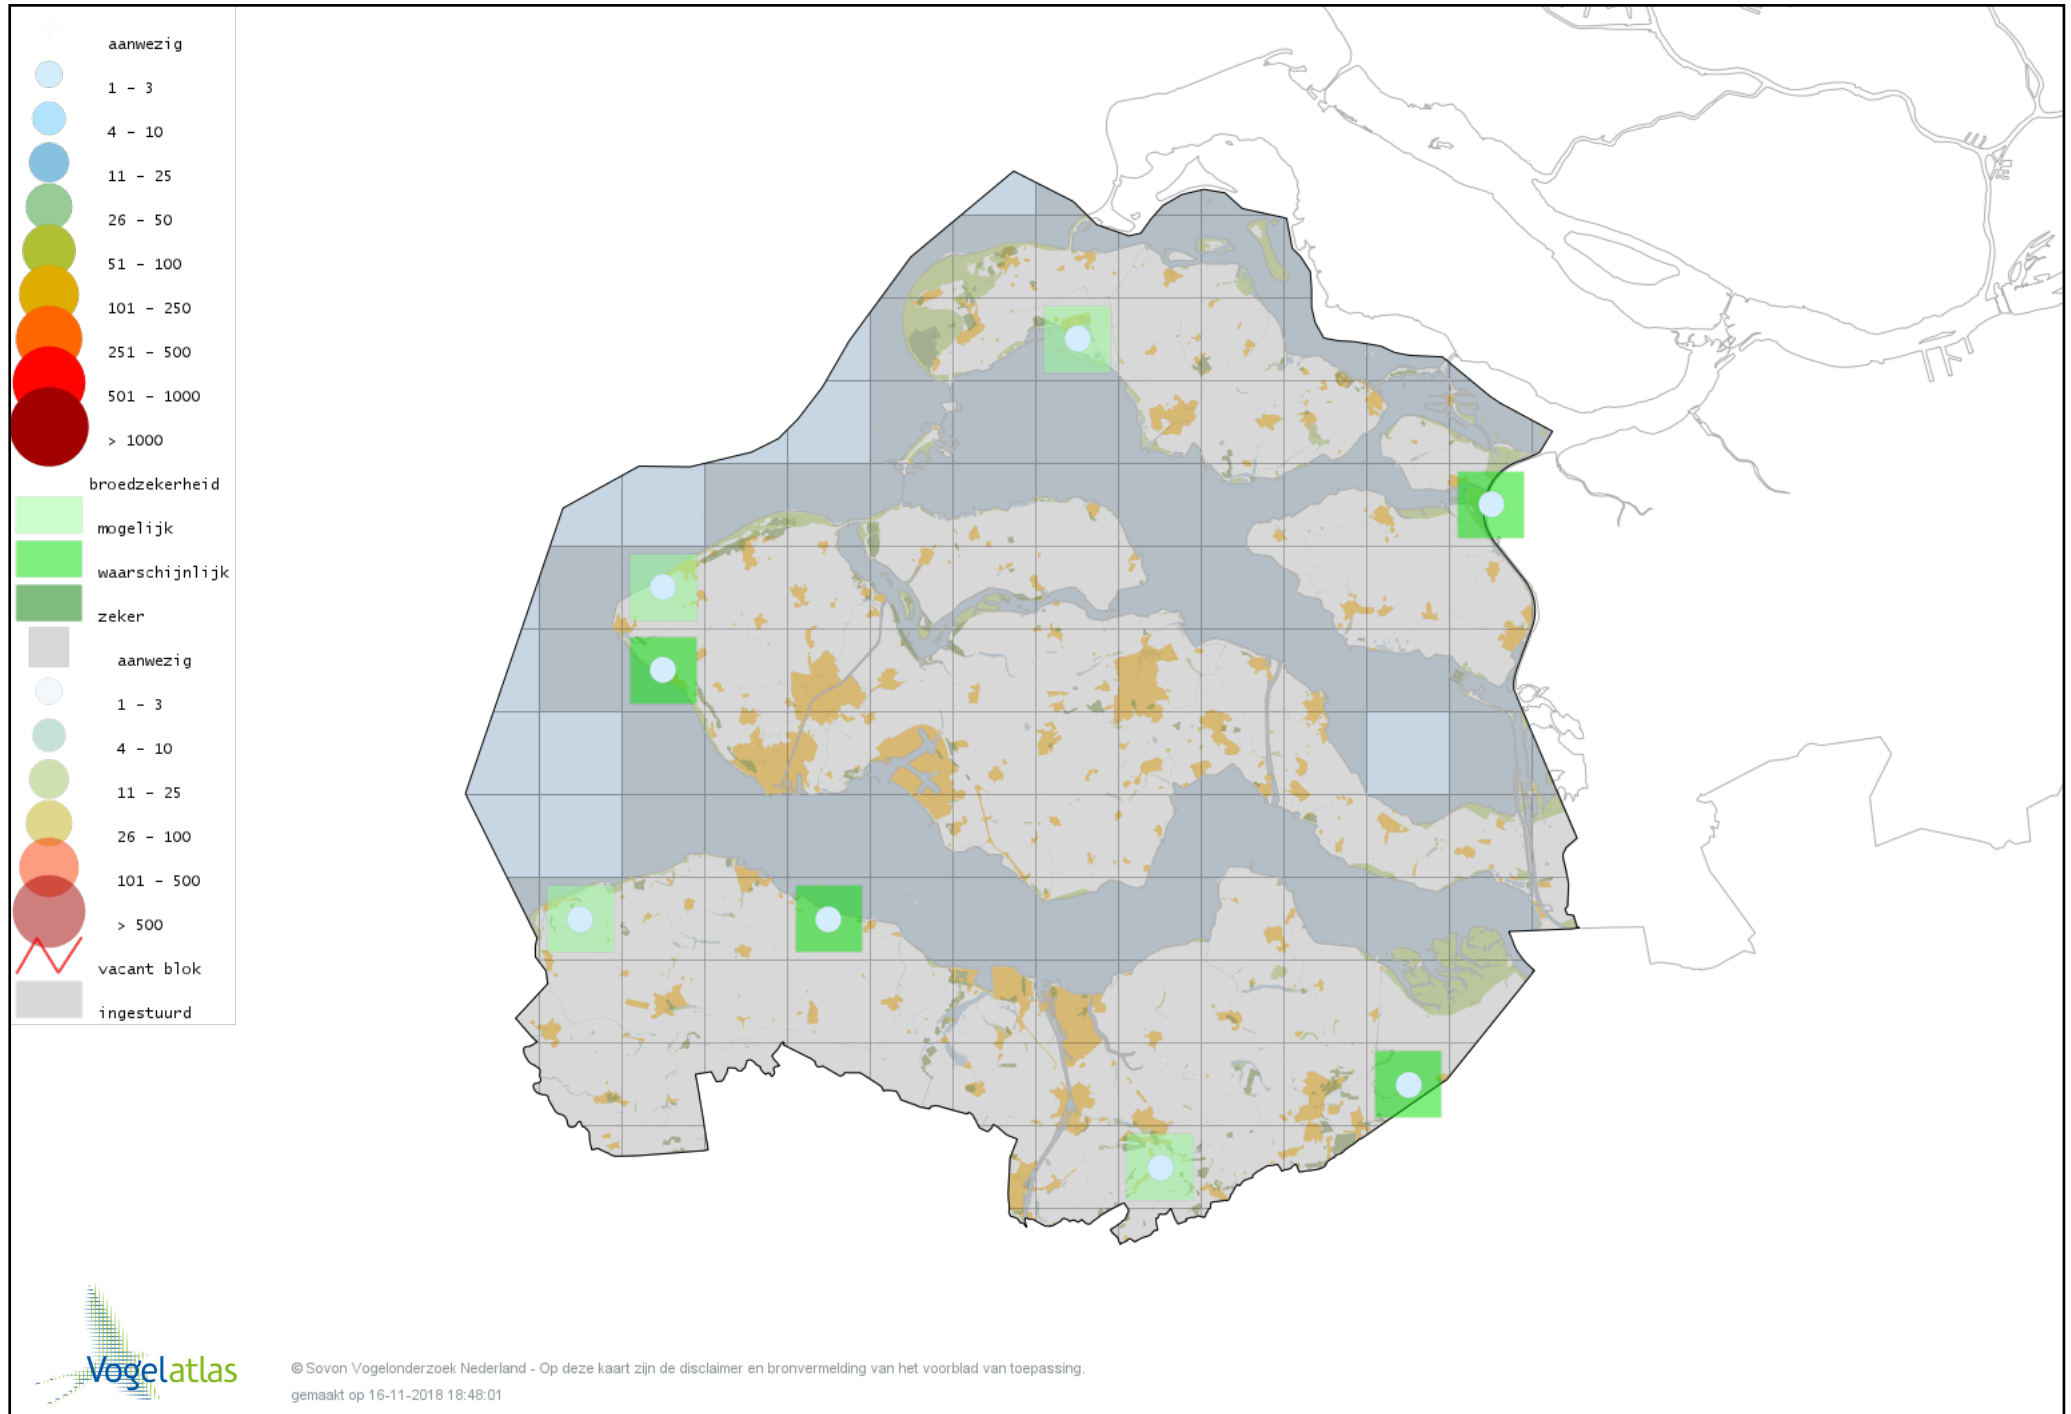 aanwezig
1 - 3
4 - 10
11 - 25
26 - 50
51 - 100
101 - 250
251 - 500
501 - 1000
> 1000
broedzekerheid
mogelijk
waarschijnlijk
zeker
aanwezig
1 - 3
4 - 10
11 - 25
26 - 100
101 - 500
> 500
vacant blok
ingestuurd
Vogelatlas
© Sovon Vogelonderzoek Nederland - Op deze kaart zijn de disclaimer en bronvermelding van het voorblad van toepassing.
gemaakt op 16-11-2018 18:48:01